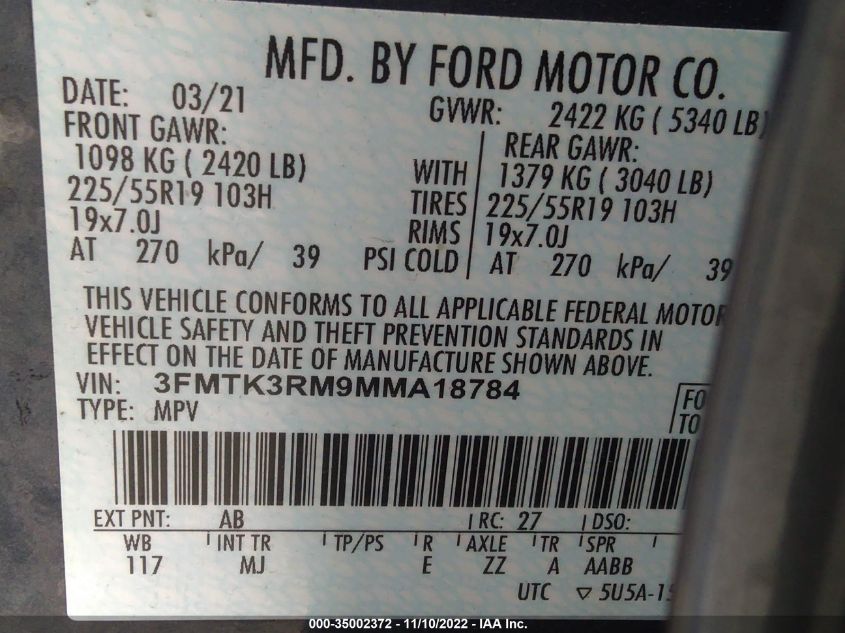 MFD. BY FORD MOTOR CO.
DATE: 03/21 GVWR: 2422 KG ( 5340 LB)
FRONT GAWR: REAR GAWR:
1098 KG ( 2420 LB) WITH 1379 KG ( 3040 LB)
225/55R19 103H TIRES 225/55R19 103H
19x7.0J RIMS 19x7.0J
AT 270 kPa/ 39 PSI COLD AT 270 kPa/ 39
THIS VEHICLE CONFORMS TO ALL APPLICABLE FEDERAL MOTOR
VEHICLE SAFETY AND THEFT PREVENTION STANDARDS IN
EFFECT ON THE DATE OF MANUFACTURE SHOWN ABOVE.
VIN: 3FMTK3RM9MMA18784
TYPE: MPV
EXT PNT: AB RC: 27 DSO:
WB INT TR TP/PS R AXLE TR SPR
117 MJ E ZZ A AABB
UTC ▽ 5U5A-15
000-35002372 - 11/10/2022 - IAA Inc.